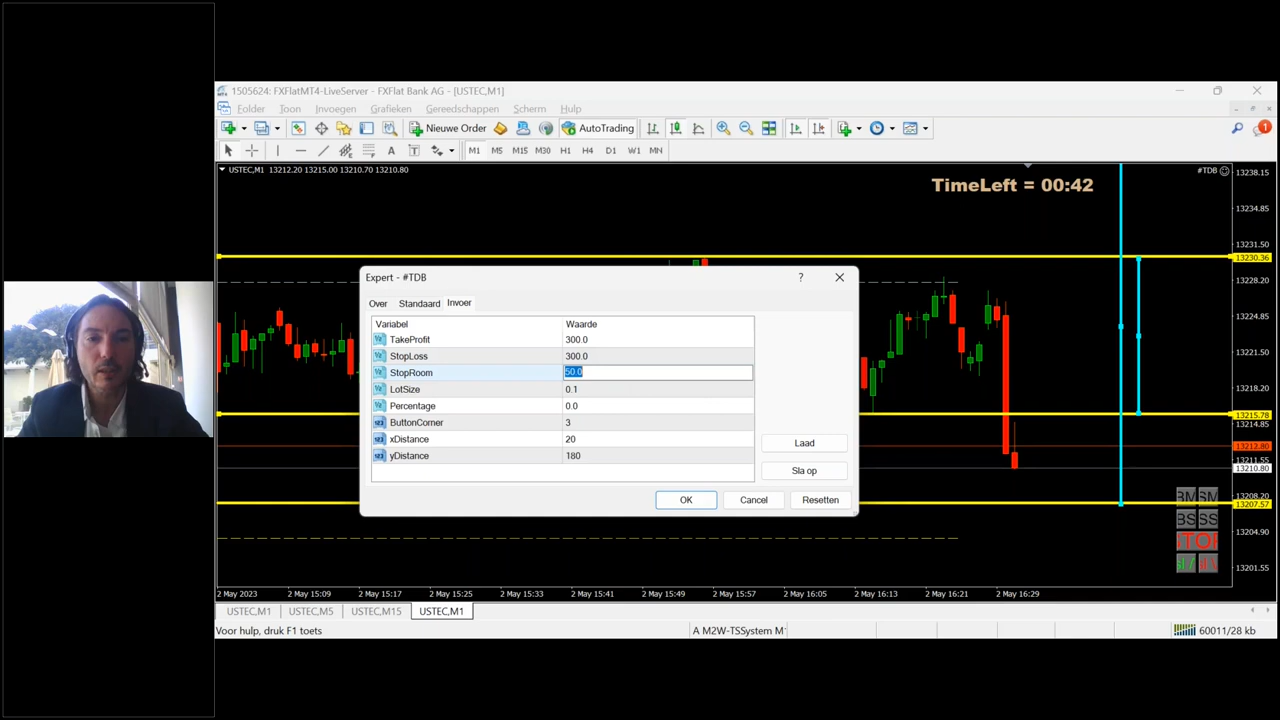 1505624: FXFlatMT4-LiveServer - FXFlat Bank AG - [USTEC,M1]
Folder Toon Invoegen Grafieken Gereedschappen Scherm Hulp
Nieuwe Order AutoTrading
1
A T M1 M5 M15 M30 H1 H4 D1 W1 MN
USTEC,M1 13212.20 13215.00 13210.70 13210.80
#TDB
TimeLeft = 00:42
13238.15
13234.85
13231.50
13230.36
13228.20
13224.85
13221.50
13218.20
13215.78
13214.85
13212.80
13211.55
13210.80
13208.20
13207.57
13204.90
13201.55
Expert - #TDB
?
Over Standaard Invoer
Variabel Waarde
TakeProfit 300.0
StopLoss 300.0
StopRoom 50.0
LotSize 0.1
Percentage 0.0
ButtonCorner 3
xDistance 20
yDistance 180
Laad
Sla op
OK Cancel Resetten
BM SM
BS SS
2 May 2023 2 May 15:09 2 May 15:17 2 May 15:25 2 May 15:33 2 May 15:41 2 May 15:49 2 May 15:57 2 May 16:05 2 May 16:13 2 May 16:21 2 May 16:29
USTEC,M1 USTEC,M5 USTEC,M15 USTEC,M1
Voor hulp, druk F1 toets A M2W-TSSystem M 60011/28 kb